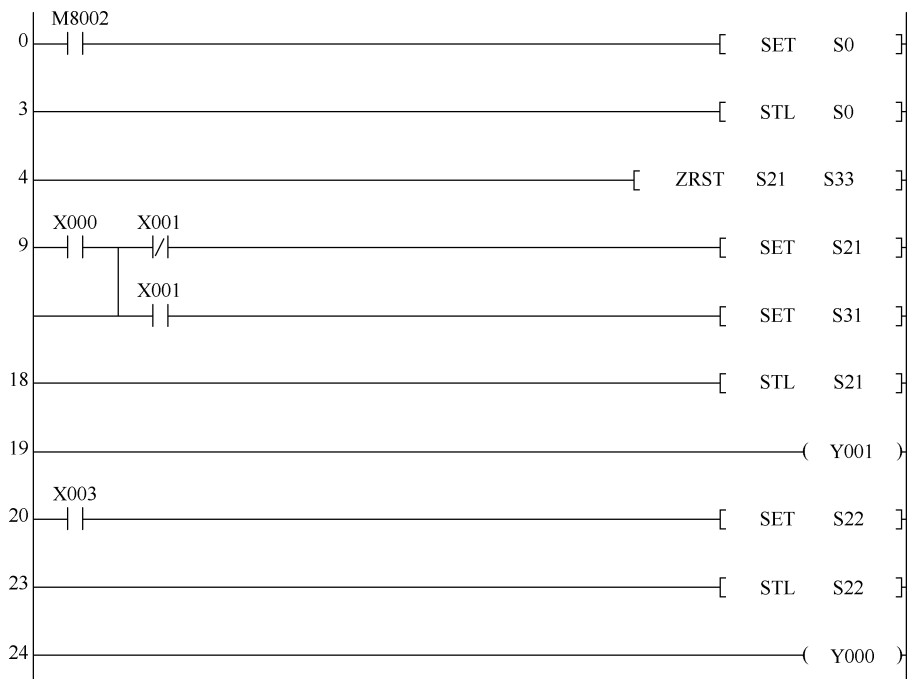 M8002
0 SET S0
3 STL S0
4 ZRST S21 S33
X000 X001
9 SET S21
X001
SET S31
18 STL S21
19 Y001
X003
20 SET S22
23 STL S22
24 Y000